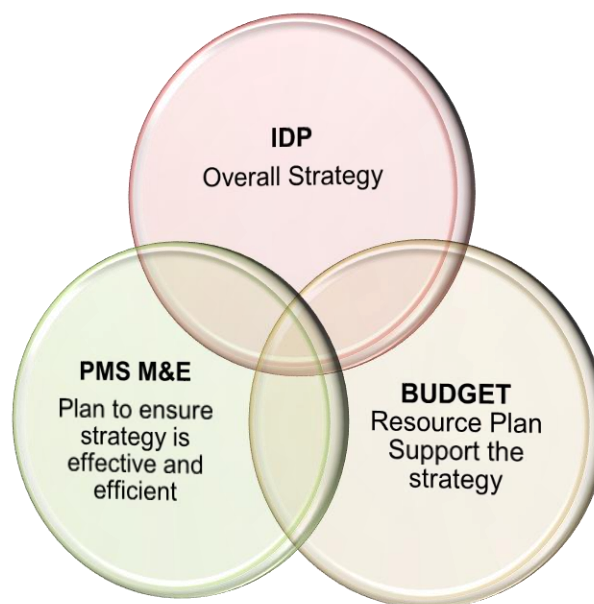 IDP
Overall Strategy
PMS M&E
Plan to ensure
strategy is
effective and
efficient
BUDGET
Resource Plan
Support the
strategy